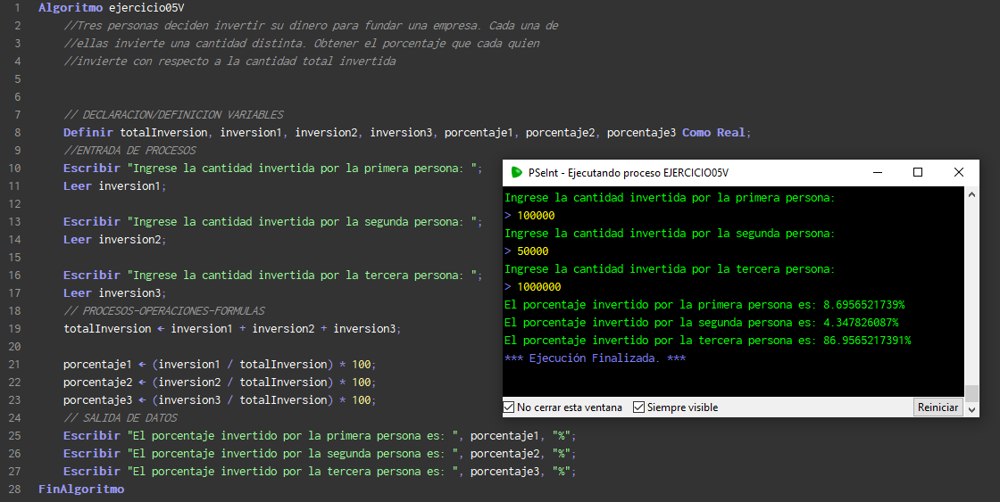 1 Algoritmo ejercicio05V
2 //Tres personas deciden invertir su dinero para fundar una empresa. Cada una de
3 //ellas invierte una cantidad distinta. Obtener el porcentaje que cada quien
4 //invierte con respecto a la cantidad total invertida
5
6
7 // DECLARACION/DEFINICION VARIABLES
8 Definir totalInversion, inversion1, inversion2, inversion3, porcentaje1, porcentaje2, porcentaje3 Como Real;
9 //ENTRADA DE PROCESOS
10 Escribir "Ingrese la cantidad invertida por la primera persona: ";
11 Leer inversion1;
12
13 Escribir "Ingrese la cantidad invertida por la segunda persona: ";
14 Leer inversion2;
15
16 Escribir "Ingrese la cantidad invertida por la tercera persona: ";
17 Leer inversion3;
18 // PROCESOS-OPERACIONES-FORMULAS
19 totalInversion ← inversion1 + inversion2 + inversion3;
20
21 porcentaje1 ← (inversion1 / totalInversion) * 100;
22 porcentaje2 ← (inversion2 / totalInversion) * 100;
23 porcentaje3 ← (inversion3 / totalInversion) * 100;
24 // SALIDA DE DATOS
25 Escribir "El porcentaje invertido por la primera persona es: ", porcentaje1, "%";
26 Escribir "El porcentaje invertido por la segunda persona es: ", porcentaje2, "%";
27 Escribir "El porcentaje invertido por la tercera persona es: ", porcentaje3, "%";
28 FinAlgoritmo
PSeInt - Ejecutando proceso EJERCICIO05V
Ingrese la cantidad invertida por la primera persona:
> 100000
Ingrese la cantidad invertida por la segunda persona:
> 50000
Ingrese la cantidad invertida por la tercera persona:
> 1000000
El porcentaje invertido por la primera persona es: 8.6956521739%
El porcentaje invertido por la segunda persona es: 4.347826087%
El porcentaje invertido por la tercera persona es: 86.9565217391%
*** Ejecución Finalizada. ***
No cerrar esta ventana Siempre visible Reiniciar